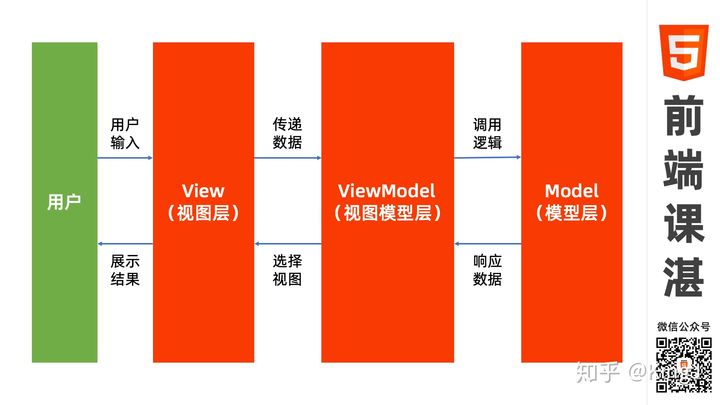 用户
用户
输入
展示
结果
View
（视图层）
传递
数据
选择
视图
ViewModel
（视图模型层）
调用
逻辑
响应
数据
Model
（模型层）
5
前
端
课
湛
微信公众号
知乎